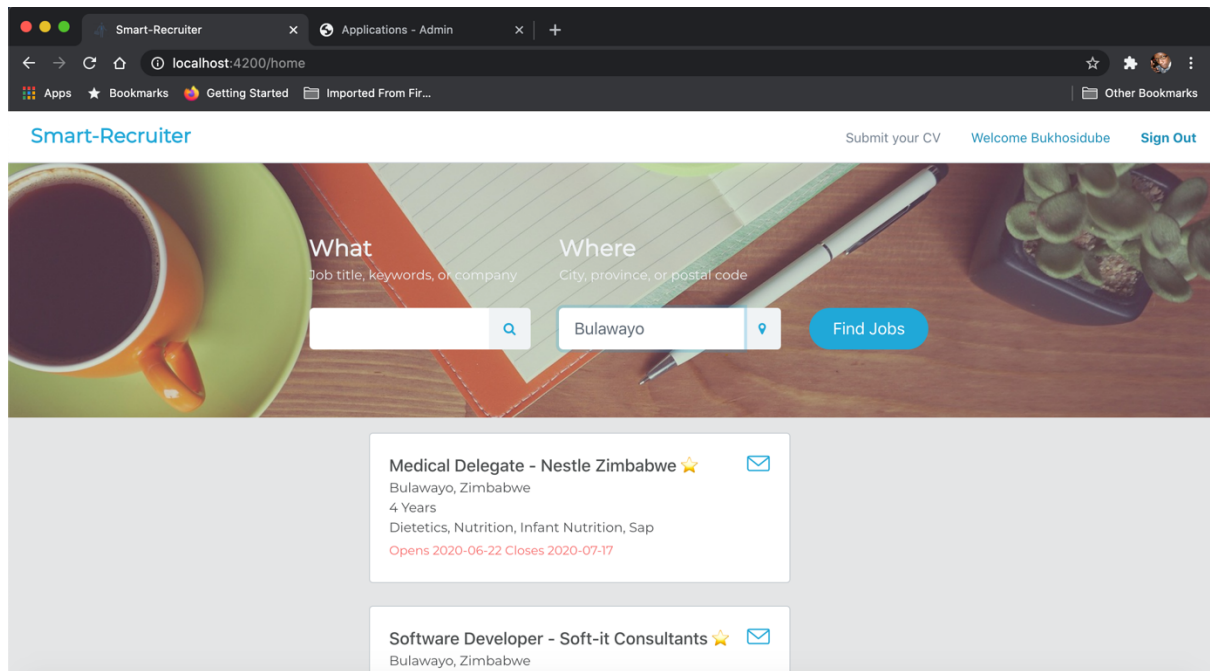 Smart-Recruiter
Applications - Admin
localhost:4200/home
Apps Bookmarks Getting Started Imported From Fir... Other Bookmarks
Smart-Recruiter Submit your CV Welcome Bukhosidube Sign Out
What Where
Job title, keywords, or company City, province, or postal code
Bulawayo Find Jobs
Medical Delegate - Nestle Zimbabwe
Bulawayo, Zimbabwe
4 Years
Dietetics, Nutrition, Infant Nutrition, Sap
Opens 2020-06-22 Closes 2020-07-17
Software Developer - Soft-it Consultants
Bulawayo, Zimbabwe